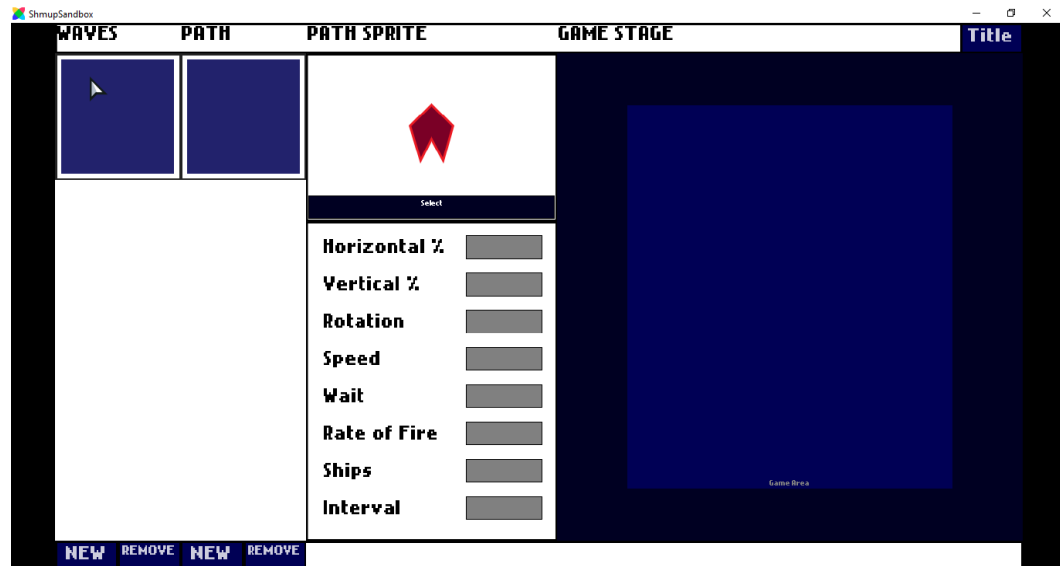 ShmupSandbox
WAVES PATH PATH SPRITE GAME STAGE Title
Select
Horizontal %
Vertical %
Rotation
Speed
Wait
Rate of Fire
Ships
Interval
Game Area
NEW REMOVE NEW REMOVE